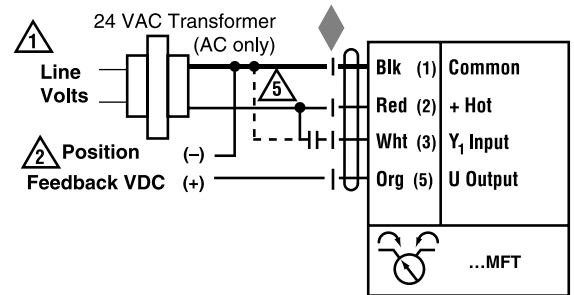 24 VAC Transformer
(AC only)
1
Line
Volts
5
2 Position (–)
Feedback VDC (+)
Blk (1) Common
Red (2) + Hot
Wht (3) Y1 Input
Org (5) U Output
...MFT